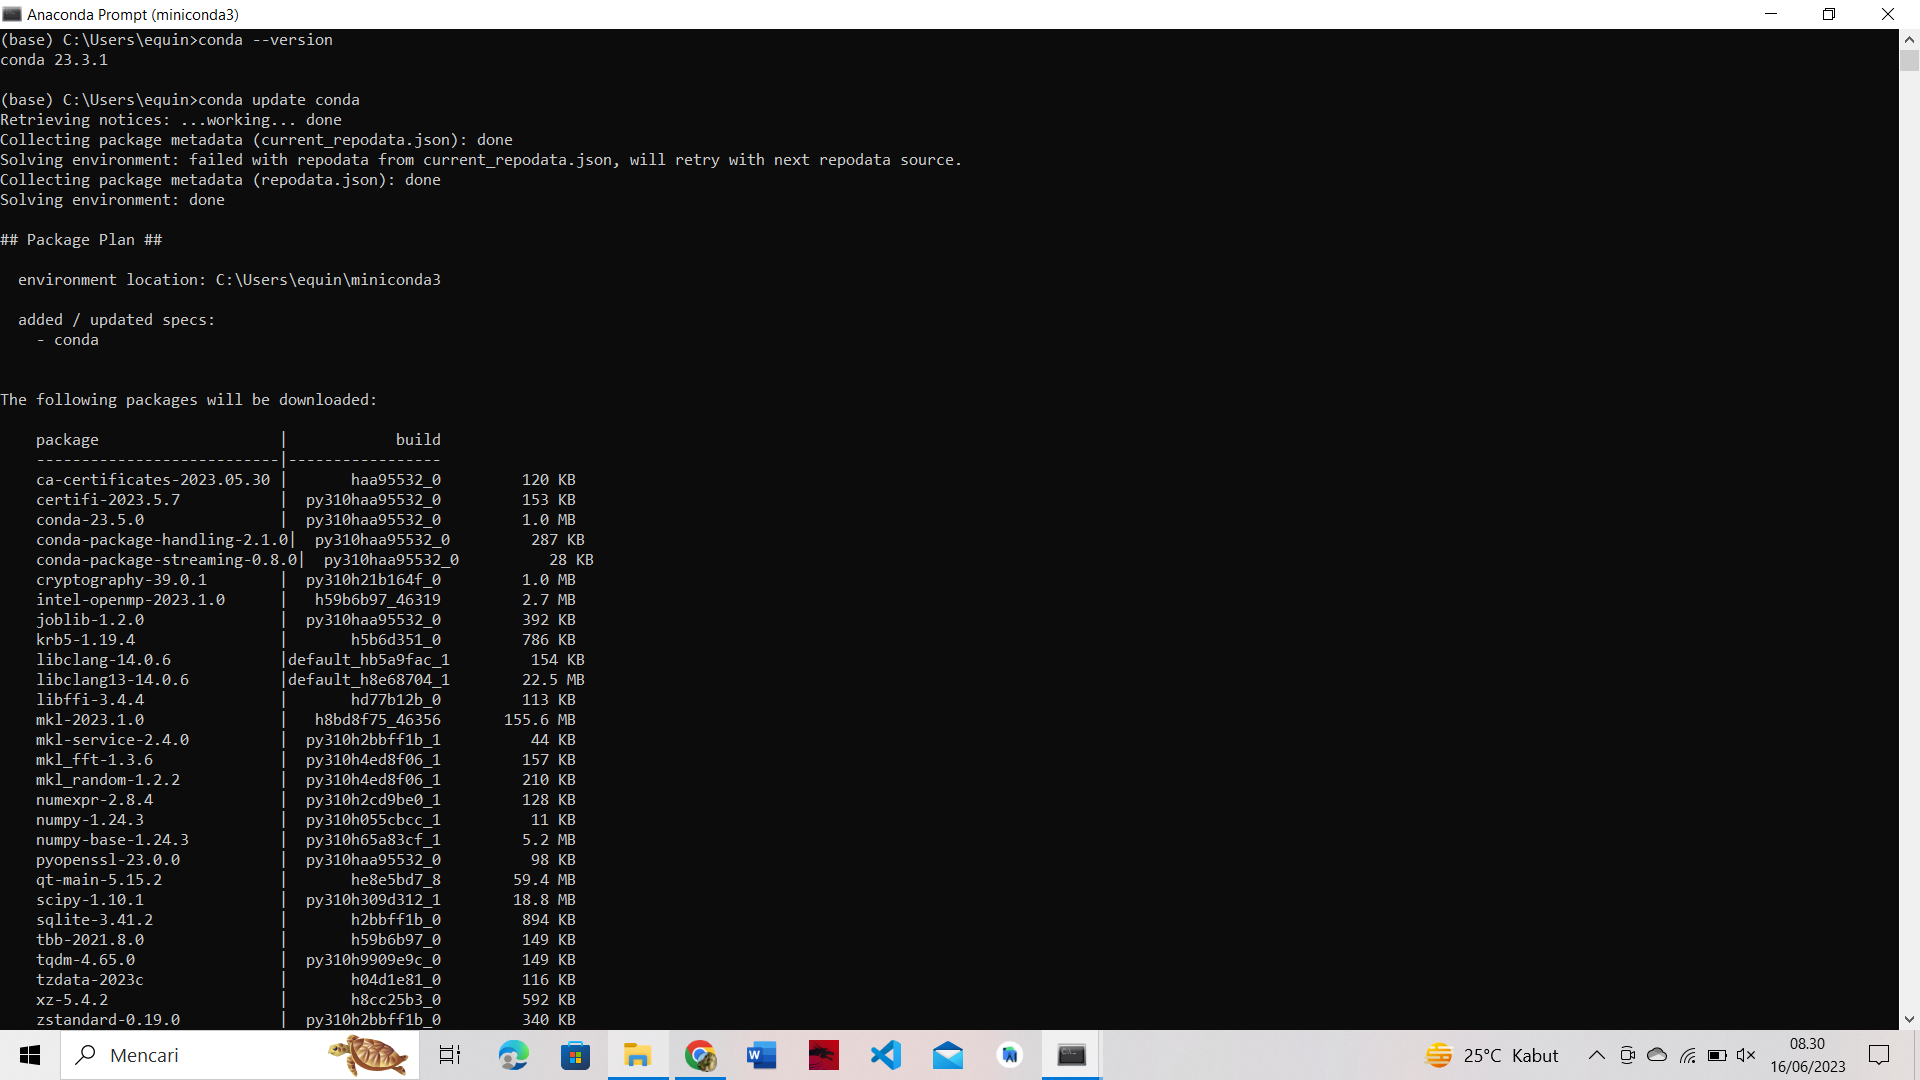 Anaconda Prompt (miniconda3)
(base) C:\Users\equin>conda --version
conda 23.3.1
(base) C:\Users\equin>conda update conda
Retrieving notices: ...working... done
Collecting package metadata (current_repodata.json): done
Solving environment: failed with repodata from current_repodata.json, will retry with next repodata source.
Collecting package metadata (repodata.json): done
Solving environment: done
## Package Plan ##
environment location: C:\Users\equin\miniconda3
added / updated specs:
- conda
The following packages will be downloaded:
package | build
---------------------------|-----------------
ca-certificates-2023.05.30 | haa95532_0 120 KB
certifi-2023.5.7 | py310haa95532_0 153 KB
conda-23.5.0 | py310haa95532_0 1.0 MB
conda-package-handling-2.1.0| py310haa95532_0 287 KB
conda-package-streaming-0.8.0| py310haa95532_0 28 KB
cryptography-39.0.1 | py310h21b164f_0 1.0 MB
intel-openmp-2023.1.0 | h59b6b97_46319 2.7 MB
joblib-1.2.0 | py310haa95532_0 392 KB
krb5-1.19.4 | h5b6d351_0 786 KB
libclang-14.0.6 |default_hb5a9fac_1 154 KB
libclang13-14.0.6 |default_h8e68704_1 22.5 MB
libffi-3.4.4 | hd77b12b_0 113 KB
mkl-2023.1.0 | h8bd8f75_46356 155.6 MB
mkl-service-2.4.0 | py310h2bbff1b_1 44 KB
mkl_fft-1.3.6 | py310h4ed8f06_1 157 KB
mkl_random-1.2.2 | py310h4ed8f06_1 210 KB
numexpr-2.8.4 | py310h2cd9be0_1 128 KB
numpy-1.24.3 | py310h055cbcc_1 11 KB
numpy-base-1.24.3 | py310h65a83cf_1 5.2 MB
pyopenssl-23.0.0 | py310haa95532_0 98 KB
qt-main-5.15.2 | he8e5bd7_8 59.4 MB
scipy-1.10.1 | py310h309d312_1 18.8 MB
sqlite-3.41.2 | h2bbff1b_0 894 KB
tbb-2021.8.0 | h59b6b97_0 149 KB
tqdm-4.65.0 | py310h9909e9c_0 149 KB
tzdata-2023c | h04d1e81_0 116 KB
xz-5.4.2 | h8cc25b3_0 592 KB
zstandard-0.19.0 | py310h2bbff1b_0 340 KB
Mencari
25°C Kabut
08.30
16/06/2023